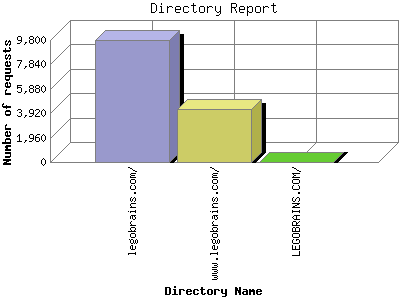 Directory Report
Number of requests
9,800
7,840
5,880
3,920
1,960
0
legobrains.com/
www.legobrains.com/
LEGOBRAINS.COM/
Directory Name